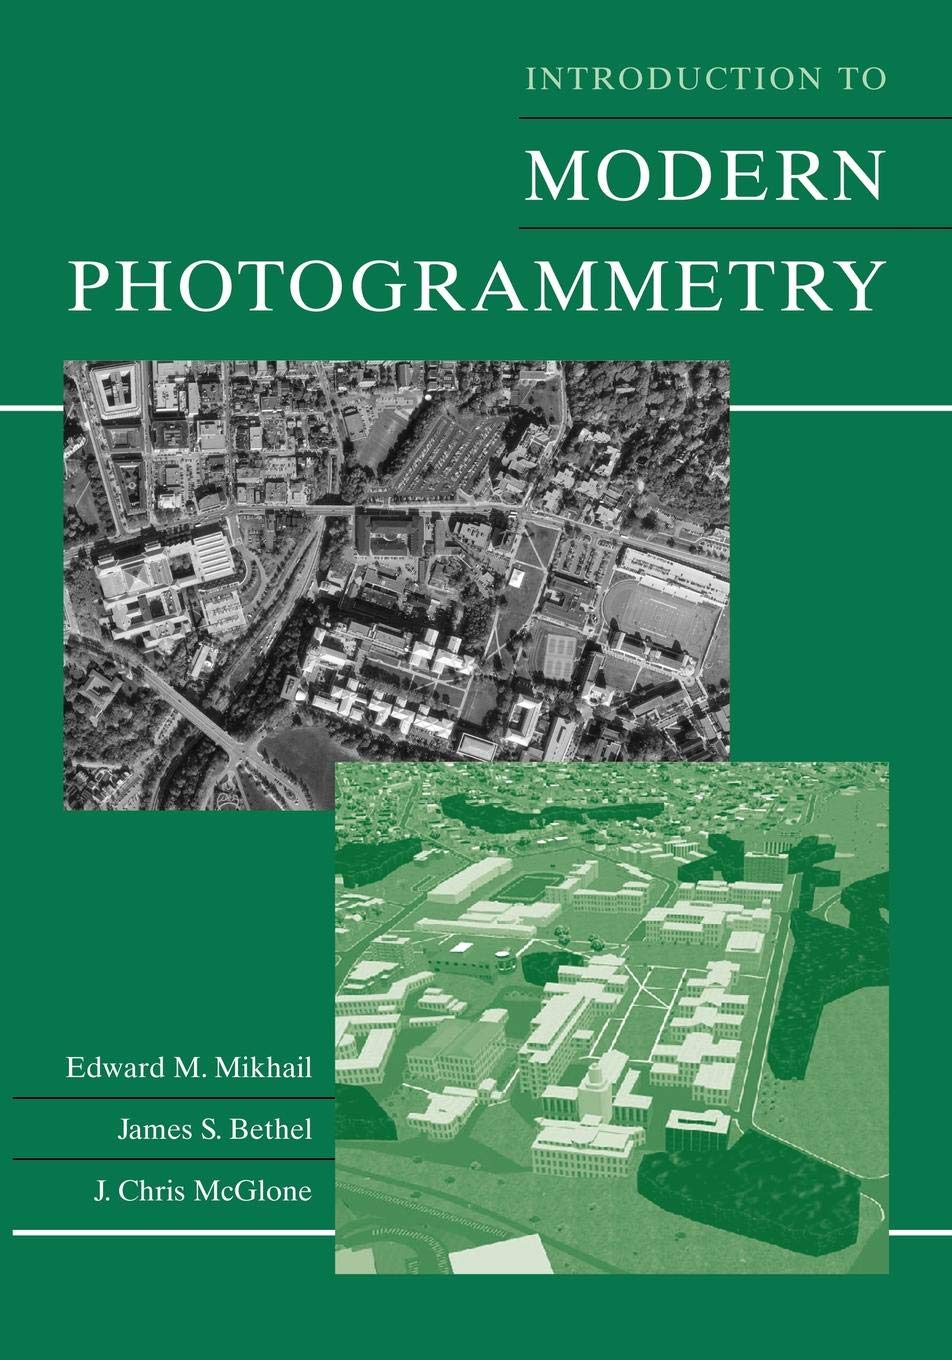 INTRODUCTION TO
MODERN
PHOTOGRAMMETRY
Edward M. Mikhail
James S. Bethel
J. Chris McGlone